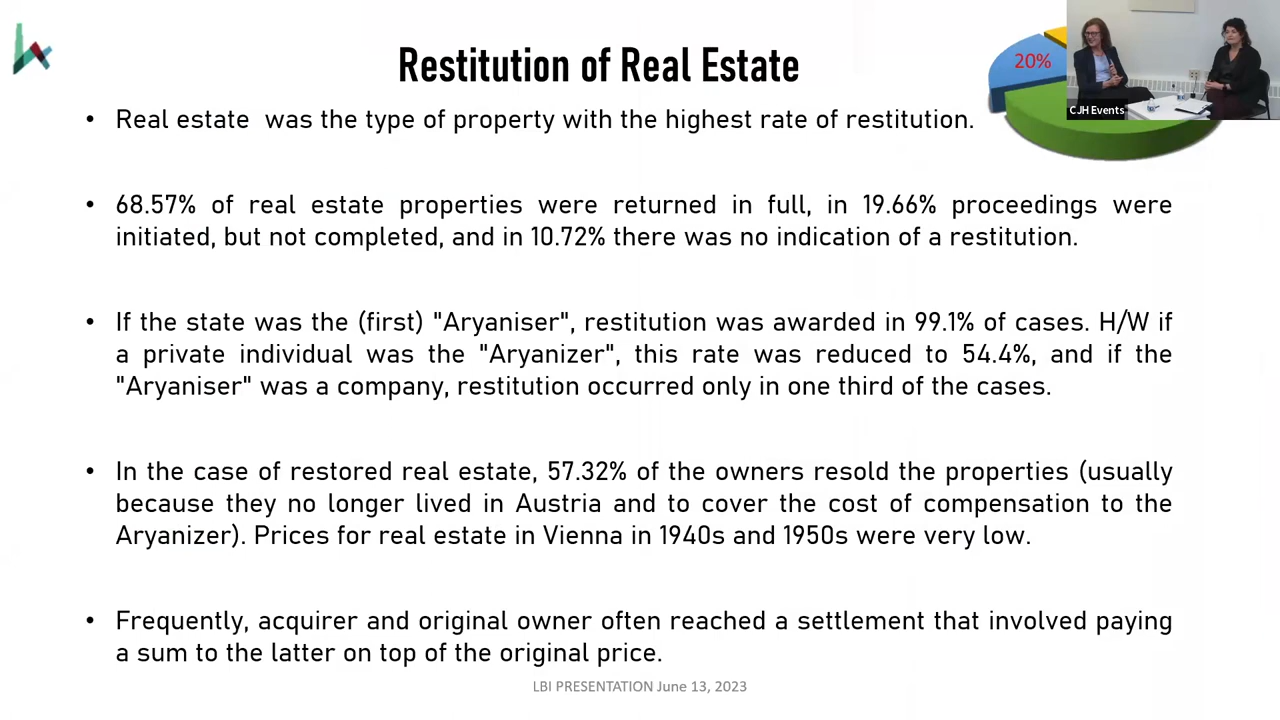 Restitution of Real Estate
20%
CJH Events
• Real estate was the type of property with the highest rate of restitution.
• 68.57% of real estate properties were returned in full, in 19.66% proceedings were
initiated, but not completed, and in 10.72% there was no indication of a restitution.
• If the state was the (first) "Aryaniser", restitution was awarded in 99.1% of cases. H/W if
a private individual was the "Aryanizer", this rate was reduced to 54.4%, and if the
"Aryaniser" was a company, restitution occurred only in one third of the cases.
• In the case of restored real estate, 57.32% of the owners resold the properties (usually
because they no longer lived in Austria and to cover the cost of compensation to the
Aryanizer). Prices for real estate in Vienna in 1940s and 1950s were very low.
• Frequently, acquirer and original owner often reached a settlement that involved paying
a sum to the latter on top of the original price.
LBI PRESENTATION June 13, 2023